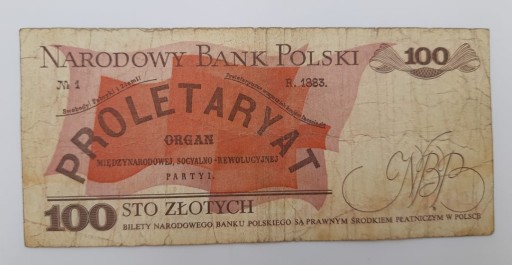 NARODOWY BANK POLSKI
100
№ 1
R. 1883.
PROLETARYAT
ORGAN
MIĘDZYNARODOWEJ, SOCYALNO-REWOLUCYJNEJ
PARTYI.
NBP
100 STO ZŁOTYCH
BILETY NARODOWEGO BANKU POLSKIEGO SĄ PRAWNYM ŚRODKIEM PŁATNICZYM W POLSCE